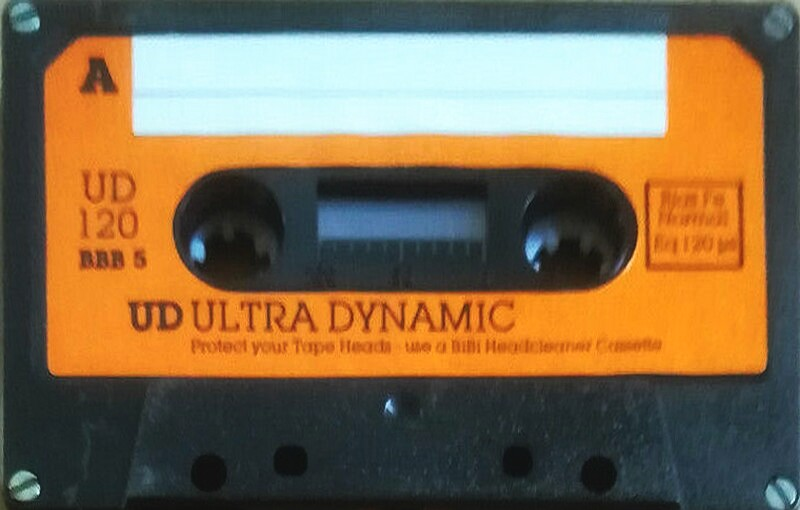 A
UD
120
BBB 5
Bias Fe
Normal
Eq 120 µs
UD ULTRA DYNAMIC
Protect your Tape Heads - use a BIBI Headcleaner Cassette